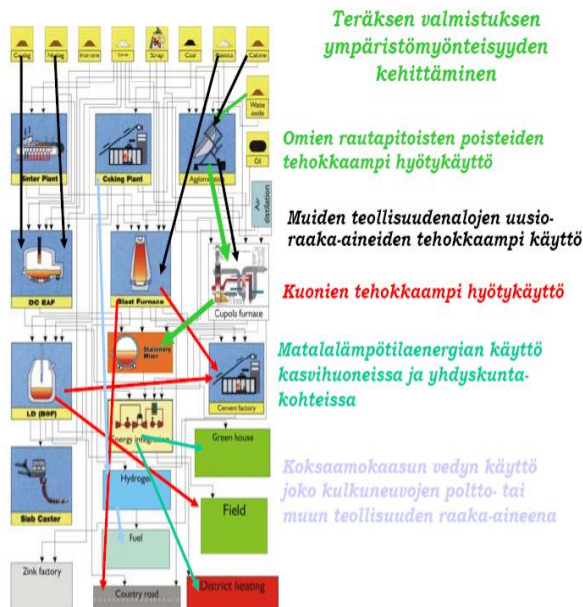 Iron-ore
Lime
Scrap
Coal
Plastics
Waste
oxide
Oil
Sinter Plant
Coking Plant
Air
distillation
DC EAF
Blast Furnace
Cupola furnace
Stationary
Mixer
LD (BOF)
Cement factory
Energy integration
Green house
Slab Caster
Hydrogen
Field
Fuel
Zink factory
Country road
District heating
Teräksen valmistuksen
ympäristömyönteisyyden
kehittäminen
Omien rautapitoisten poisteiden
tehokkaampi hyötykäyttö
Muiden teollisuudenalojen uusio-
raaka-aineiden tehokkaampi käyttö
Kuonien tehokkaampi hyötykäyttö
Matalalämpötilaenergian käyttö
kasvihuoneissa ja yhdyskunta-
kohteissa
Koksaamokaasun vedyn käyttö
joko kulkuneuvojen poltto- tai
muun teollisuuden raaka-aineena